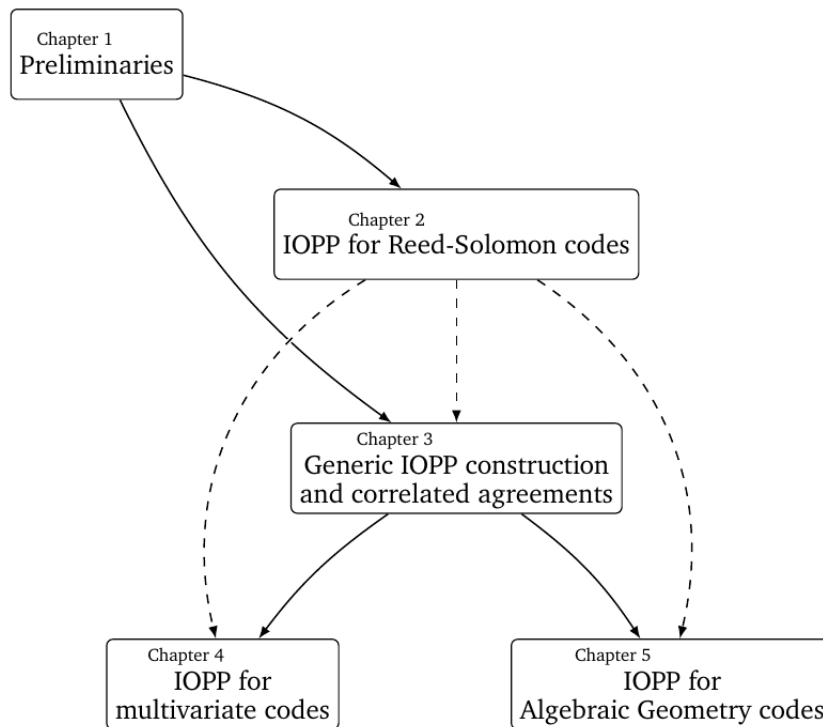 Chapter 1
Preliminaries
Chapter 2
IOPP for Reed-Solomon codes
Chapter 3
Generic IOPP construction
and correlated agreements
Chapter 4
IOPP for
multivariate codes
Chapter 5
IOPP for
Algebraic Geometry codes